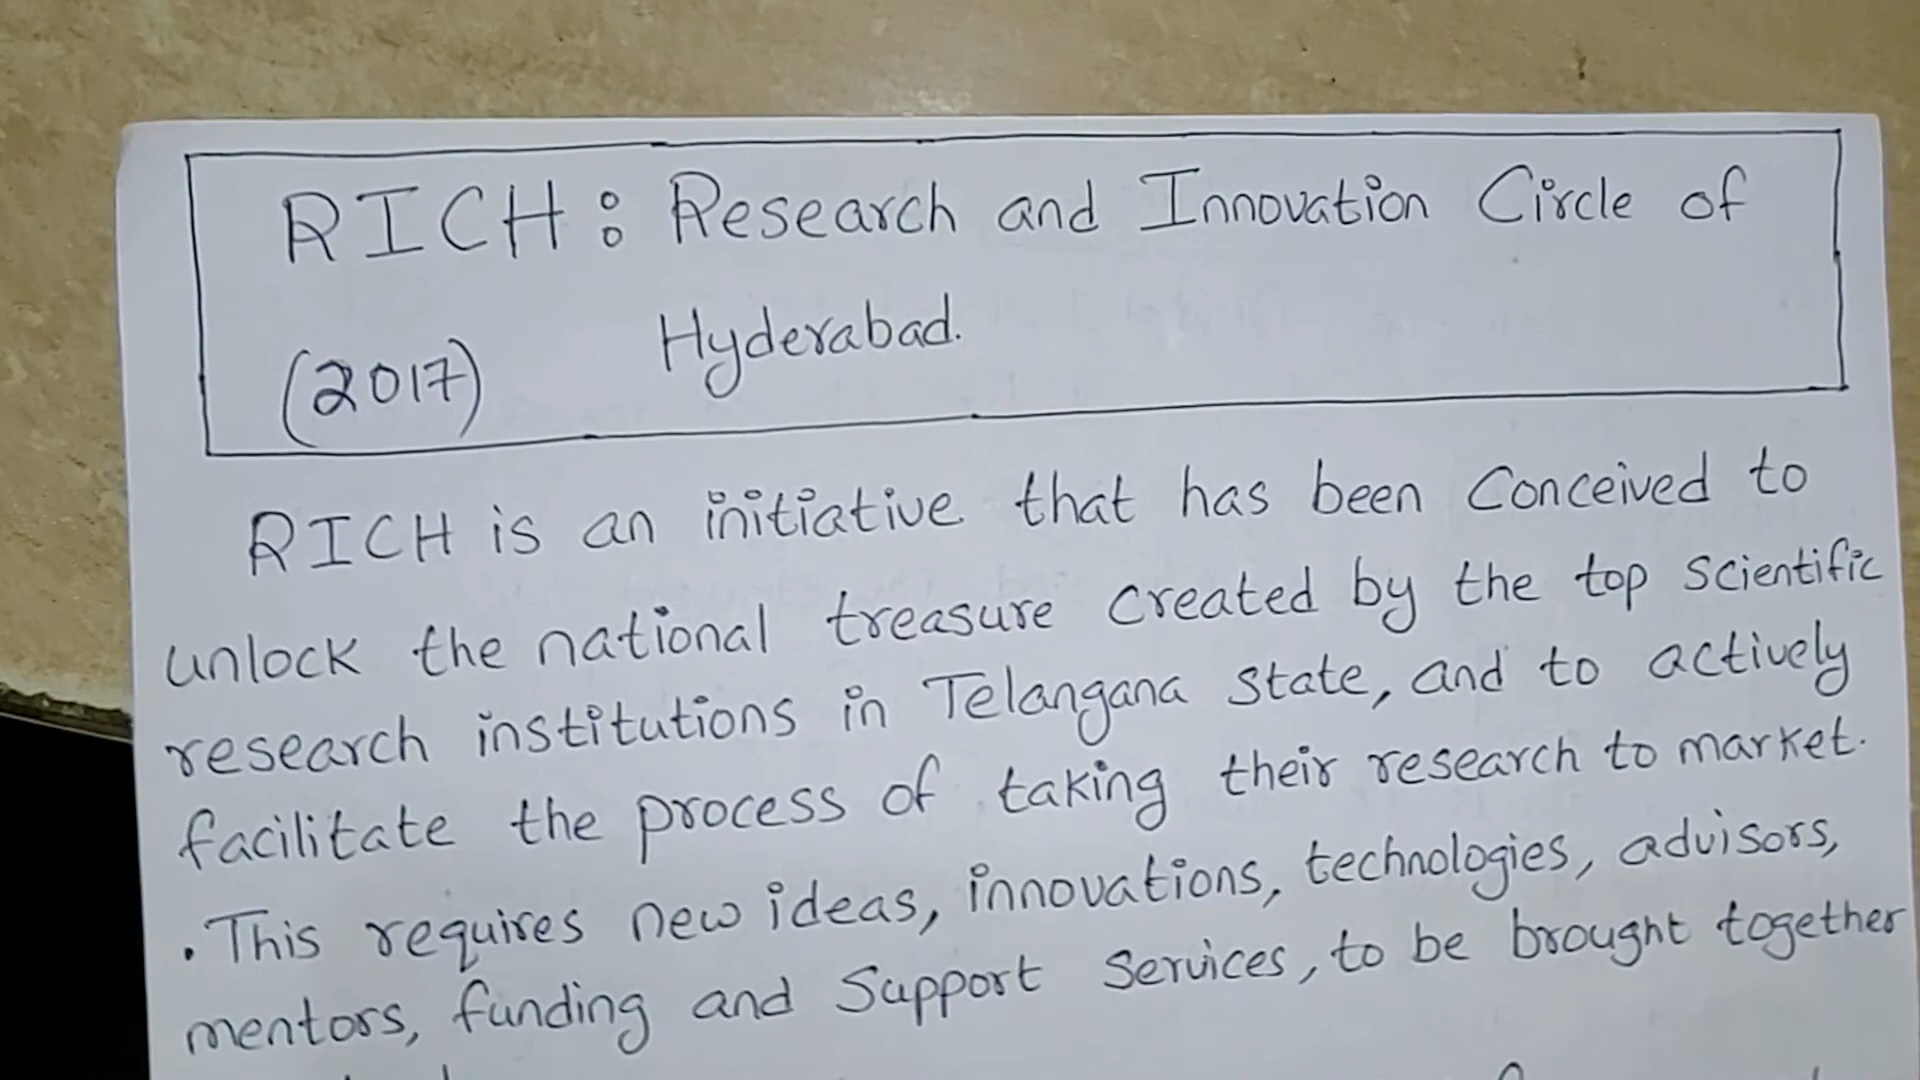 RICH: Research and Innovation Circle of
(2017) Hyderabad.
RICH is an initiative that has been Conceived to
unlock the national treasure created by the top scientific
research institutions in Telangana state, and to actively
facilitate the process of taking their research to market.
. This requires new ideas, innovations, technologies, advisors,
mentors, funding and Support Services, to be brought together